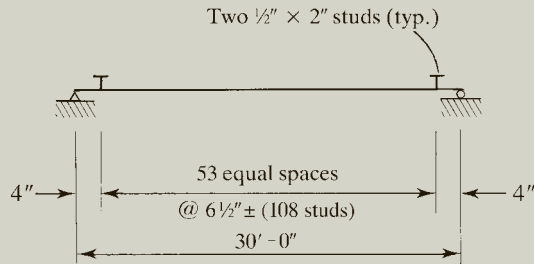 Two ½" × 2" studs (typ.)
53 equal spaces
4" 4"
@ 6½"± (108 studs)
30' -0"